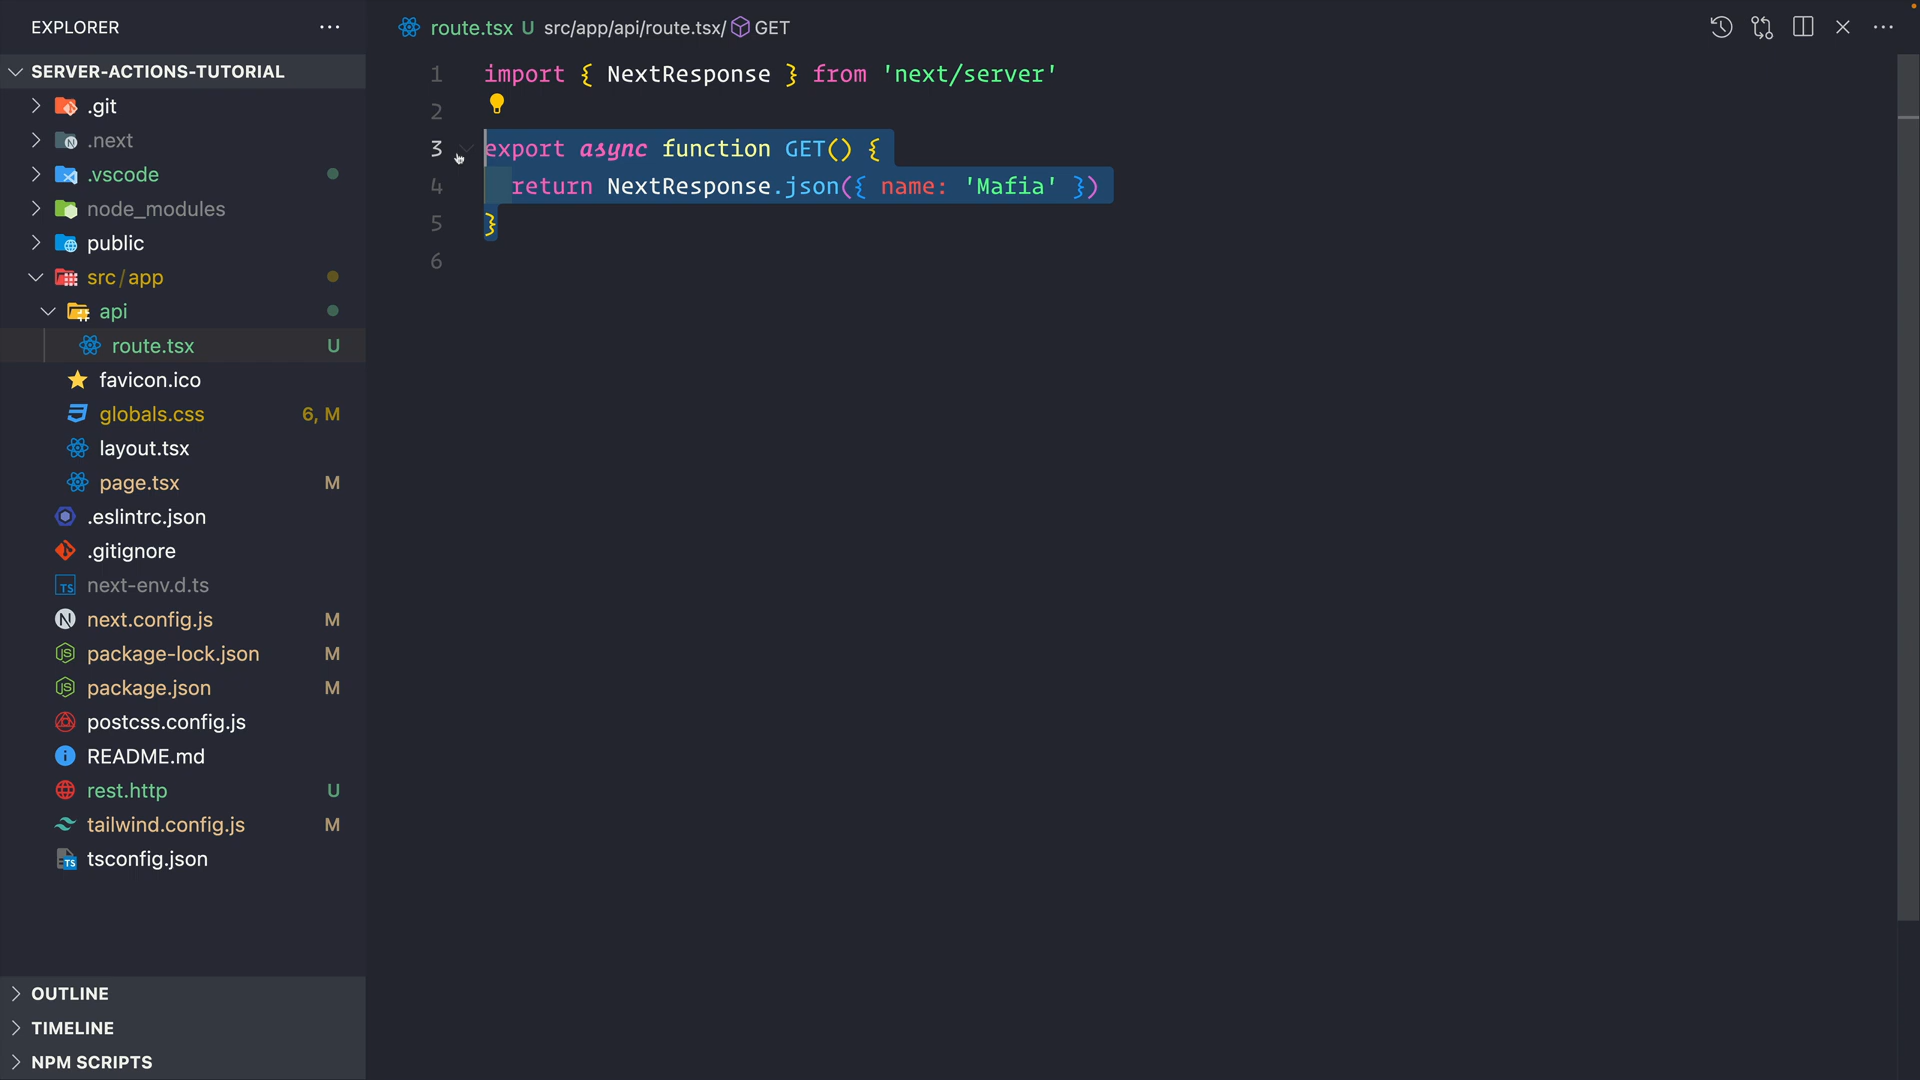 EXPLORER
SERVER-ACTIONS-TUTORIAL
.git
.next
.vscode
node_modules
public
src/app
api
route.tsx U
favicon.ico
globals.css 6, M
layout.tsx
page.tsx M
.eslintrc.json
.gitignore
next-env.d.ts
next.config.js M
package-lock.json M
package.json M
postcss.config.js
README.md
rest.http U
tailwind.config.js M
tsconfig.json
OUTLINE
TIMELINE
NPM SCRIPTS
route.tsx U src/app/api/route.tsx/ GET
1 import { NextResponse } from 'next/server'
2
3 export async function GET() {
4 return NextResponse.json({ name: 'Mafia' })
5 }
6